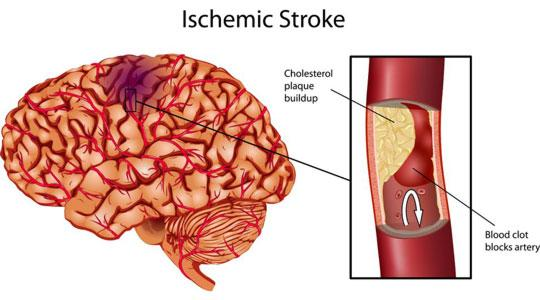 Ischemic Stroke
Cholesterol
plaque
buildup
Blood clot
blocks artery